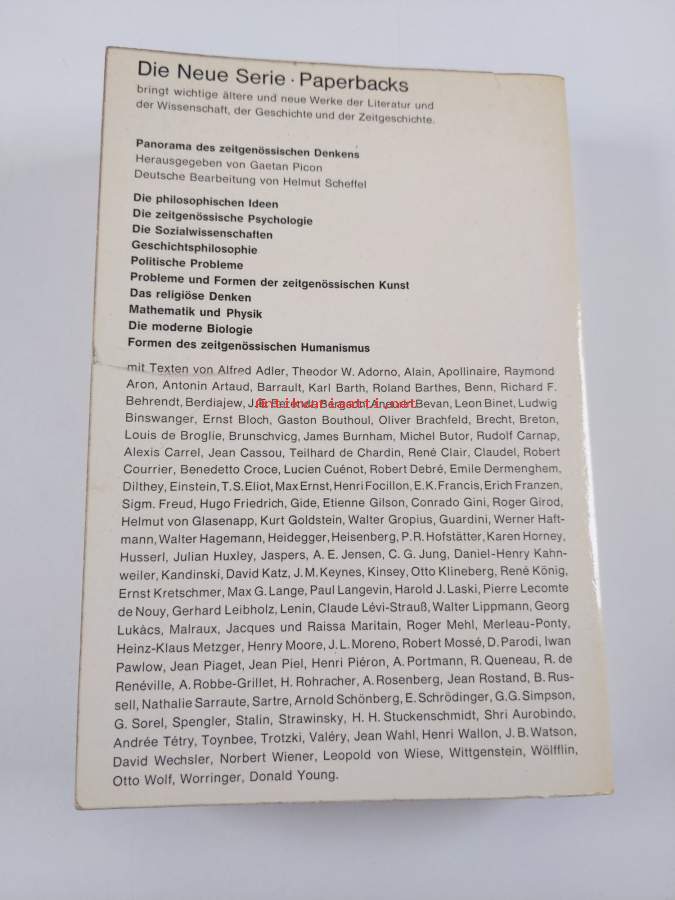 Die Neue Serie · Paperbacks
bringt wichtige ältere und neue Werke der Literatur und
der Wissenschaft, der Geschichte und der Zeitgeschichte.
Panorama des zeitgenössischen Denkens
Herausgegeben von Gaetan Picon
Deutsche Bearbeitung von Helmut Scheffel
Die philosophischen Ideen
Die zeitgenössische Psychologie
Die Sozialwissenschaften
Geschichtsphilosophie
Politische Probleme
Probleme und Formen der zeitgenössischen Kunst
Das religiöse Denken
Mathematik und Physik
Die moderne Biologie
Formen des zeitgenössischen Humanismus
mit Texten von Alfred Adler, Theodor W. Adorno, Alain, Apollinaire, Raymond
Aron, Antonin Artaud, Barrault, Karl Barth, Roland Barthes, Benn, Richard F.
Behrendt, Berdiajew, Bevan, Leon Binet, Ludwig
Antikvariaatti.net
Binswanger, Ernst Bloch, Gaston Bouthoul, Oliver Brachfeld, Brecht, Breton,
Louis de Broglie, Brunschvicg, James Burnham, Michel Butor, Rudolf Carnap,
Alexis Carrel, Jean Cassou, Teilhard de Chardin, René Clair, Claudel, Robert
Courrier, Benedetto Croce, Lucien Cuénot, Robert Debré, Emile Dermenghem,
Dilthey, Einstein, T.S. Eliot, Max Ernst, Henri Focillon, E.K. Francis, Erich Franzen,
Sigm. Freud, Hugo Friedrich, Gide, Etienne Gilson, Conrado Gini, Roger Girod,
Helmut von Glasenapp, Kurt Goldstein, Walter Gropius, Guardini, Werner Haft-
mann, Walter Hagemann, Heidegger, Heisenberg, P.R. Hofstätter, Karen Horney,
Husserl, Julian Huxley, Jaspers, A. E. Jensen, C. G. Jung, Daniel-Henry Kahn-
weiler, Kandinski, David Katz, J. M. Keynes, Kinsey, Otto Klineberg, René König,
Ernst Kretschmer, Max G. Lange, Paul Langevin, Harold J. Laski, Pierre Lecomte
de Nouy, Gerhard Leibholz, Lenin, Claude Lévi-Strauß, Walter Lippmann, Georg
Lukács, Malraux, Jacques und Raissa Maritain, Roger Mehl, Merleau-Ponty,
Heinz-Klaus Metzger, Henry Moore, J. L. Moreno, Robert Mossé, D. Parodi, Iwan
Pawlow, Jean Piaget, Jean Piel, Henri Piéron, A. Portmann, R. Queneau, R. de
Renéville, A. Robbe-Grillet, H. Rohracher, A. Rosenberg, Jean Rostand, B. Rus-
sell, Nathalie Sarraute, Sartre, Arnold Schönberg, E. Schrödinger, G. G. Simpson,
G. Sorel, Spengler, Stalin, Strawinsky, H. H. Stuckenschmidt, Shri Aurobindo,
Andrée Tétry, Toynbee, Trotzki, Valéry, Jean Wahl, Henri Wallon, J. B. Watson,
David Wechsler, Norbert Wiener, Leopold von Wiese, Wittgenstein, Wölfflin,
Otto Wolf, Worringer, Donald Young.